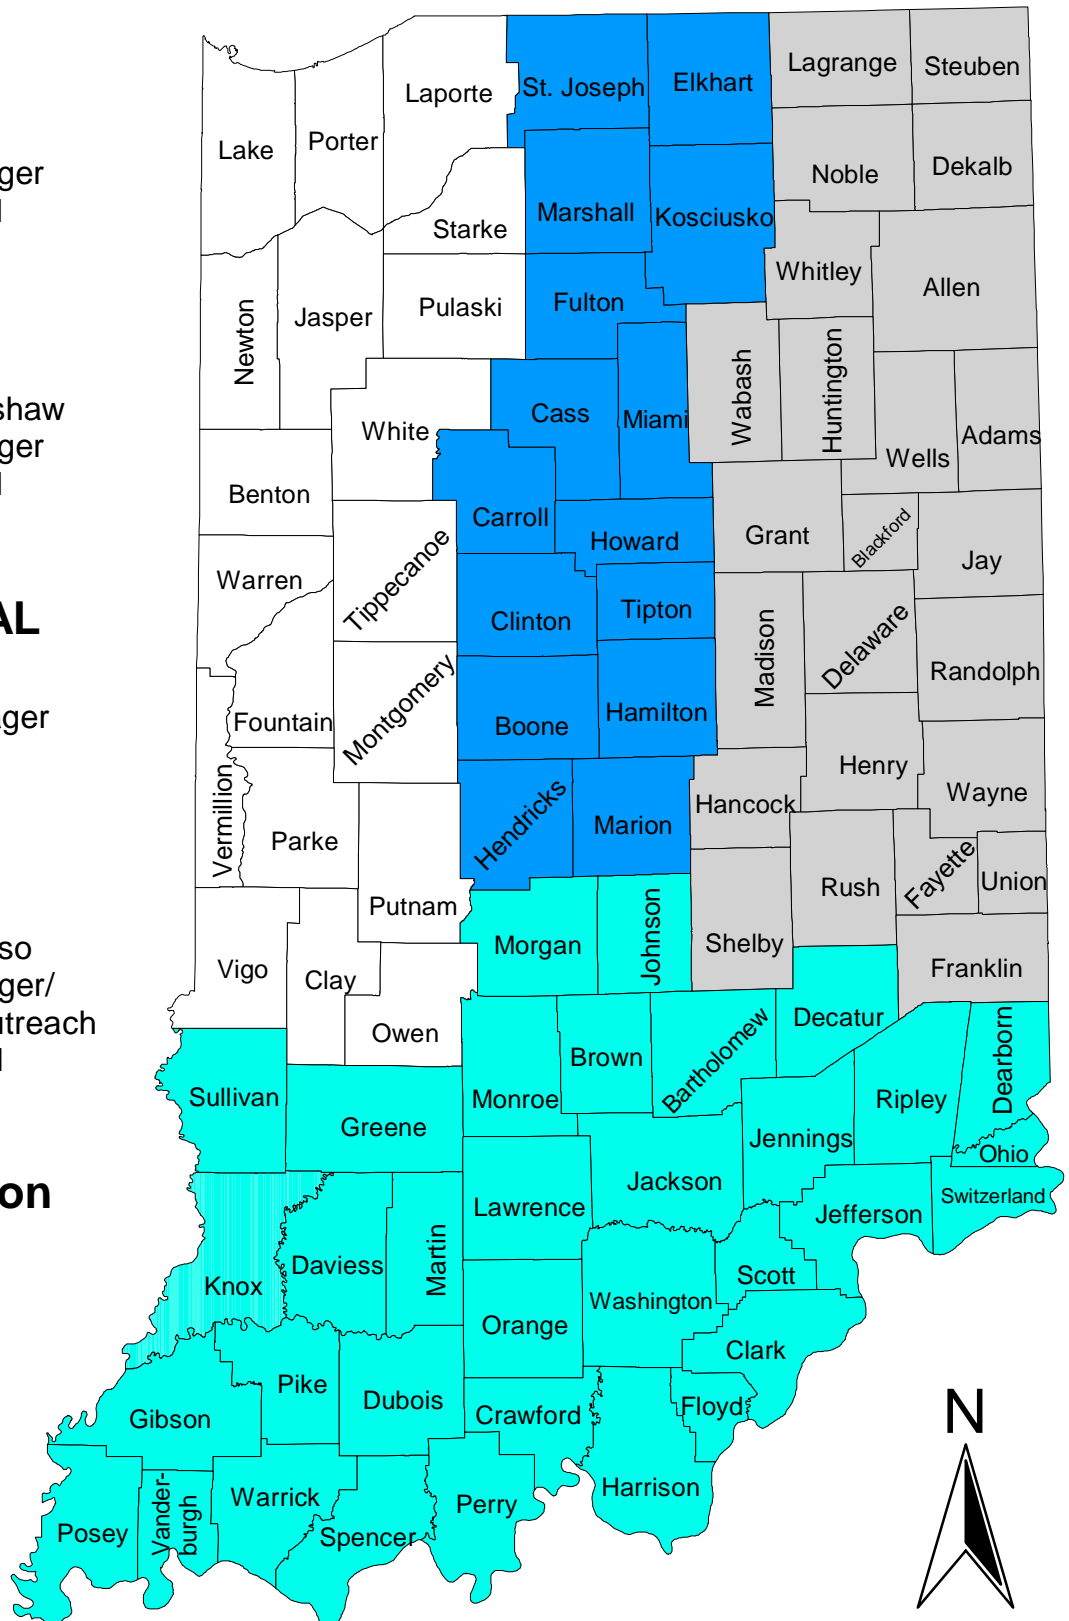 Lagrange
Steuben
St. Joseph
Elkhart
Laporte
Lake
Porter
Noble
Dekalb
Marshall
Kosciusko
Starke
Whitley
Allen
Newton
Jasper
Pulaski
Fulton
Wabash
Huntington
White
Cass
Miami
Wells
Adams
Benton
Carroll
Howard
Grant
Blackford
Jay
Warren
Tippecanoe
Clinton
Tipton
Madison
Delaware
Randolph
Fountain
Montgomery
Boone
Hamilton
Henry
Wayne
Vermillion
Parke
Hendricks
Marion
Hancock
Rush
Fayette
Union
Putnam
Morgan
Johnson
Shelby
Franklin
Vigo
Clay
Owen
Decatur
Sullivan
Greene
Monroe
Brown
Bartholomew
Ripley
Dearborn
Jennings
Ohio
Jackson
Lawrence
Switzerland
Jefferson
Knox
Daviess
Martin
Orange
Washington
Scott
Clark
Pike
Dubois
Crawford
Floyd
Gibson
Harrison
Posey
Vander-
burgh
Warrick
Spencer
Perry
N
ger
shaw
ger
AL
ager
so
ger/
utreach
on